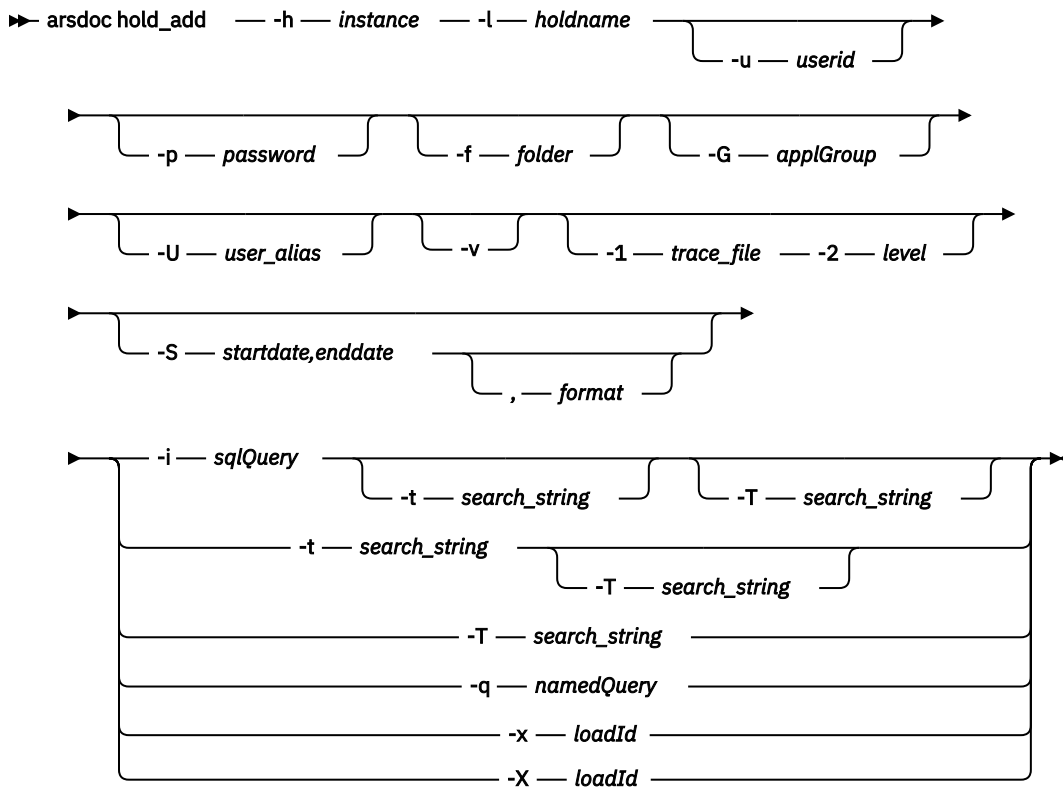 arsdoc hold_add -h instance -l holdname
-u userid
-p password -f folder -G applGroup
-U user_alias -v -1 trace_file -2 level
-S startdate,enddate
, format
-i sqlQuery
-t search_string -T search_string
-t search_string
-T search_string
-T search_string
-q namedQuery
-x loadId
-X loadId